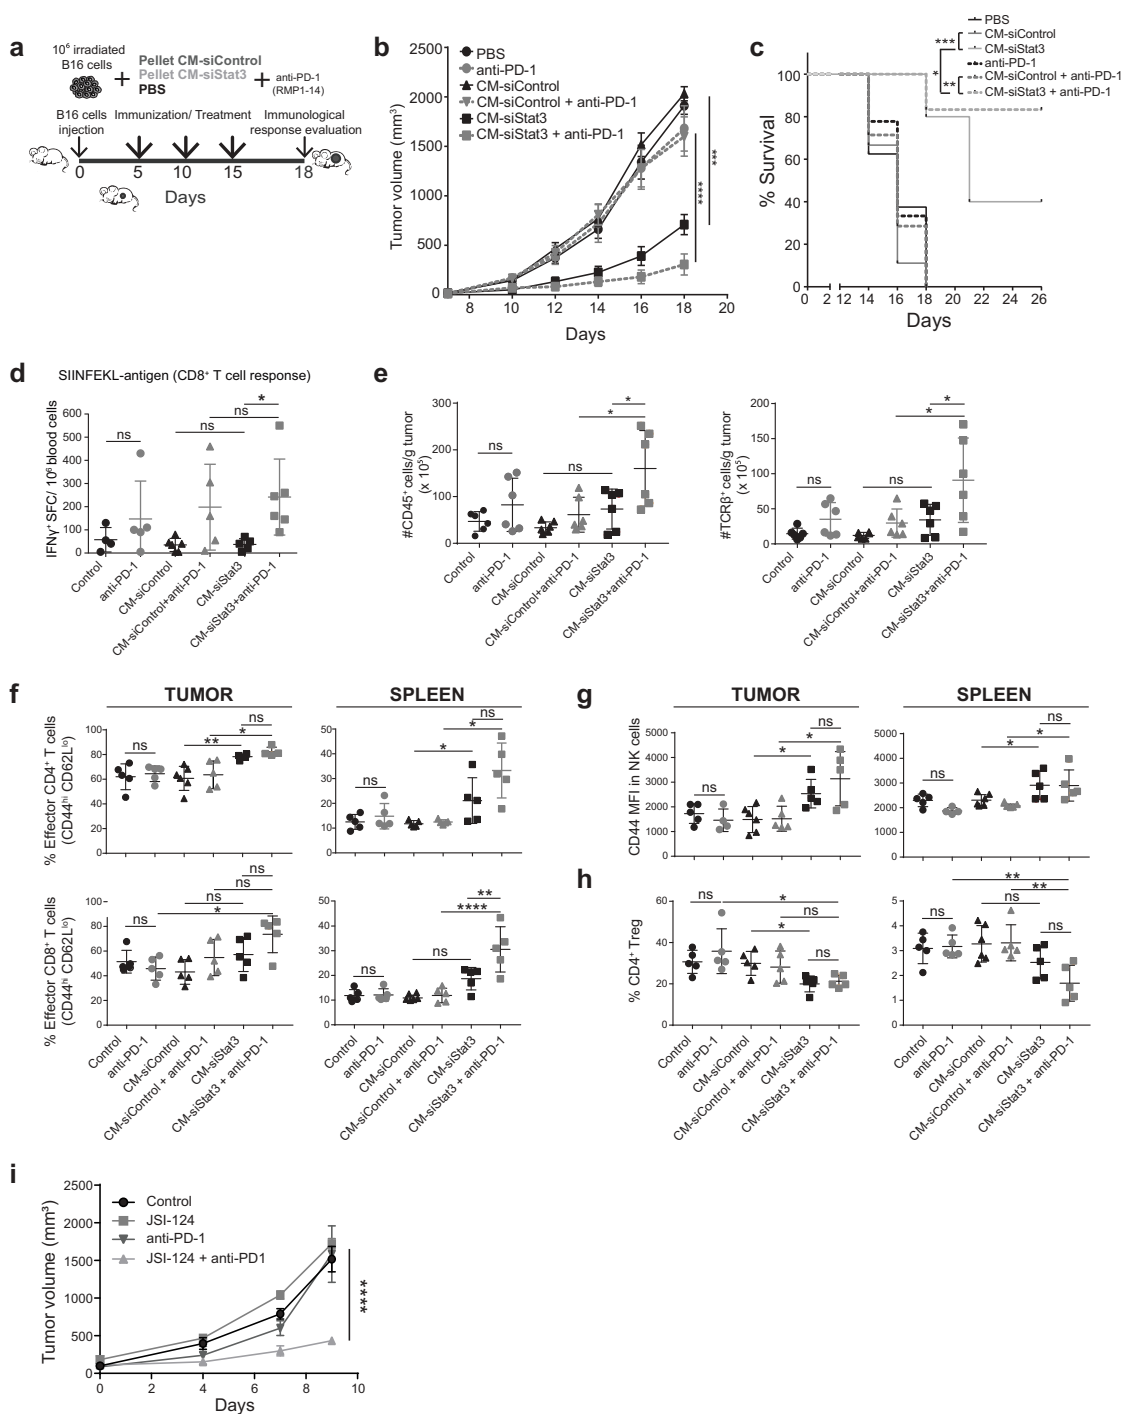 a
10⁶ irradiated
B16 cells
+
Pellet CM-siControl
Pellet CM-siStat3
PBS
+
anti-PD-1
(RMP1-14)
B16 cells
injection
Immunization/ Treatment
Immunological
response evaluation
0 5 10 15 18
Days
b
2500
2000
1500
1000
500
0
Tumor volume (mm³)
PBS
anti-PD-1
CM-siControl
CM-siControl + anti-PD-1
CM-siStat3
CM-siStat3 + anti-PD-1
***
****
8 10 12 14 16 18 20
Days
c
PBS
CM-siControl
CM-siStat3
anti-PD-1
CM-siControl + anti-PD-1
CM-siStat3 + anti-PD-1
***
*
**
100
80
60
40
20
0
% Survival
0 2 12 14 16 18 20 22 24 26
Days
d
SIINFEKL-antigen (CD8⁺ T cell response)
IFNγ⁺ SFC/ 10⁶ blood cells
600
500
400
300
200
100
0
ns
ns
ns
*
Control
anti-PD-1
CM-siControl
CM-siControl+anti-PD-1
CM-siStat3
CM-siStat3+anti-PD-1
e
#CD45⁺ cells/g tumor
(x 10⁵)
300
200
100
0
ns
ns
*
*
Control
anti-PD-1
CM-siControl
CM-siControl+anti-PD-1
CM-siStat3
CM-siStat3+anti-PD-1
#TCRβ⁺ cells/g tumor
(x 10⁵)
200
150
100
50
0
ns
ns
*
*
Control
anti-PD-1
CM-siControl
CM-siControl+anti-PD-1
CM-siStat3
CM-siStat3+anti-PD-1
f
TUMOR
SPLEEN
% Effector CD4⁺ T cells
(CD44ʰⁱ CD62Lˡᵒ)
100
80
60
40
20
0
ns
**
*
ns
50
40
30
20
10
0
ns
*
*
ns
% Effector CD8⁺ T cells
(CD44ʰⁱ CD62Lˡᵒ)
100
80
60
40
20
0
ns
*
ns
ns
ns
50
40
30
20
10
0
ns
ns
****
**
Control
anti-PD-1
CM-siControl
CM-siControl + anti-PD-1
CM-siStat3
CM-siStat3 + anti-PD-1
Control
anti-PD-1
CM-siControl
CM-siControl + anti-PD-1
CM-siStat3
CM-siStat3 + anti-PD-1
g
TUMOR
SPLEEN
CD44 MFI in NK cells
5000
4000
3000
2000
1000
0
ns
*
*
ns
5000
4000
3000
2000
1000
0
ns
*
*
ns
h
% CD4⁺ Treg
60
40
20
0
ns
*
ns
*
ns
5
4
3
2
1
0
ns
**
**
ns
ns
Control
anti-PD-1
CM-siControl
CM-siControl + anti-PD-1
CM-siStat3
CM-siStat3 + anti-PD-1
Control
anti-PD-1
CM-siControl
CM-siControl + anti-PD-1
CM-siStat3
CM-siStat3 + anti-PD-1
i
Tumor volume (mm³)
2500
2000
1500
1000
500
0
Control
JSI-124
anti-PD-1
JSI-124 + anti-PD1
****
0 2 4 6 8 10
Days